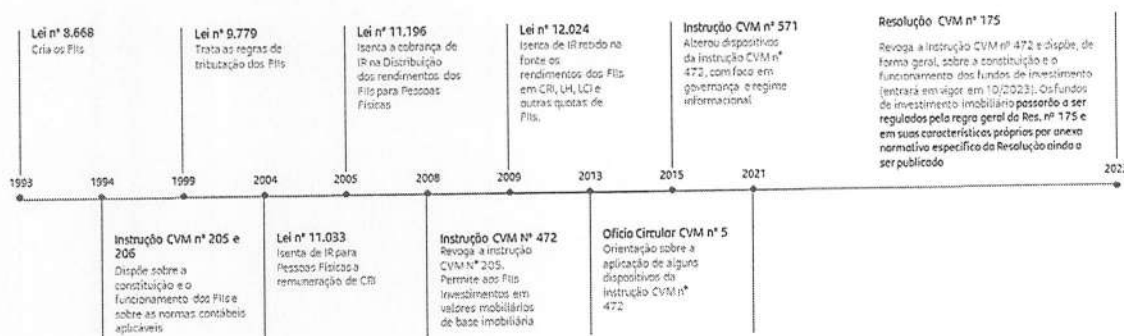 Lei nº 8.668
Cria os FIIs
Lei nº 9.779
Trata as regras de
tributação dos FIIs
Lei nº 11.196
Isenta a cobrança de
IR na Distribuição
dos rendimentos dos
FIIs para Pessoas
Físicas
Lei nº 12.024
Isenta de IR retido na
fonte os
rendimentos dos FIIs
em CRI, LH, LCI e
outras quotas de
FIIs.
Instrução CVM nº 571
Alterou dispositivos
da instrução CVM nº
472, com foco em
governança e regime
informacional
Resolução CVM nº 175
Revoga a Instrução CVM nº 472 e dispõe, de
forma geral, sobre a constituição e o
funcionamento dos fundos de investimento
(entrará em vigor em 10/2023). Os fundos
de investimento imobiliário passarão a ser
regulados pela regra geral da Res. nº 175 e
em suas características próprias por anexo
normativo específico da Resolução ainda a
ser publicado
1993 1994 1999 2004 2005 2008 2009 2013 2015 2021
Instrução CVM nº 205 e
206
Dispõe sobre a
constituição e o
funcionamento dos FIIs e
sobre as normas contábeis
aplicáveis
Lei nº 11.033
Isenta de IR para
Pessoas Físicas a
remuneração de CRI
Instrução CVM Nº 472
Revoga a instrução
CVM Nº 205.
Permite aos FIIs
Investimentos em
valores mobiliários
de base imobiliária
Ofício Circular CVM nº 5
Orientação sobre a
aplicação de alguns
dispositivos da
instrução CVM nº
472